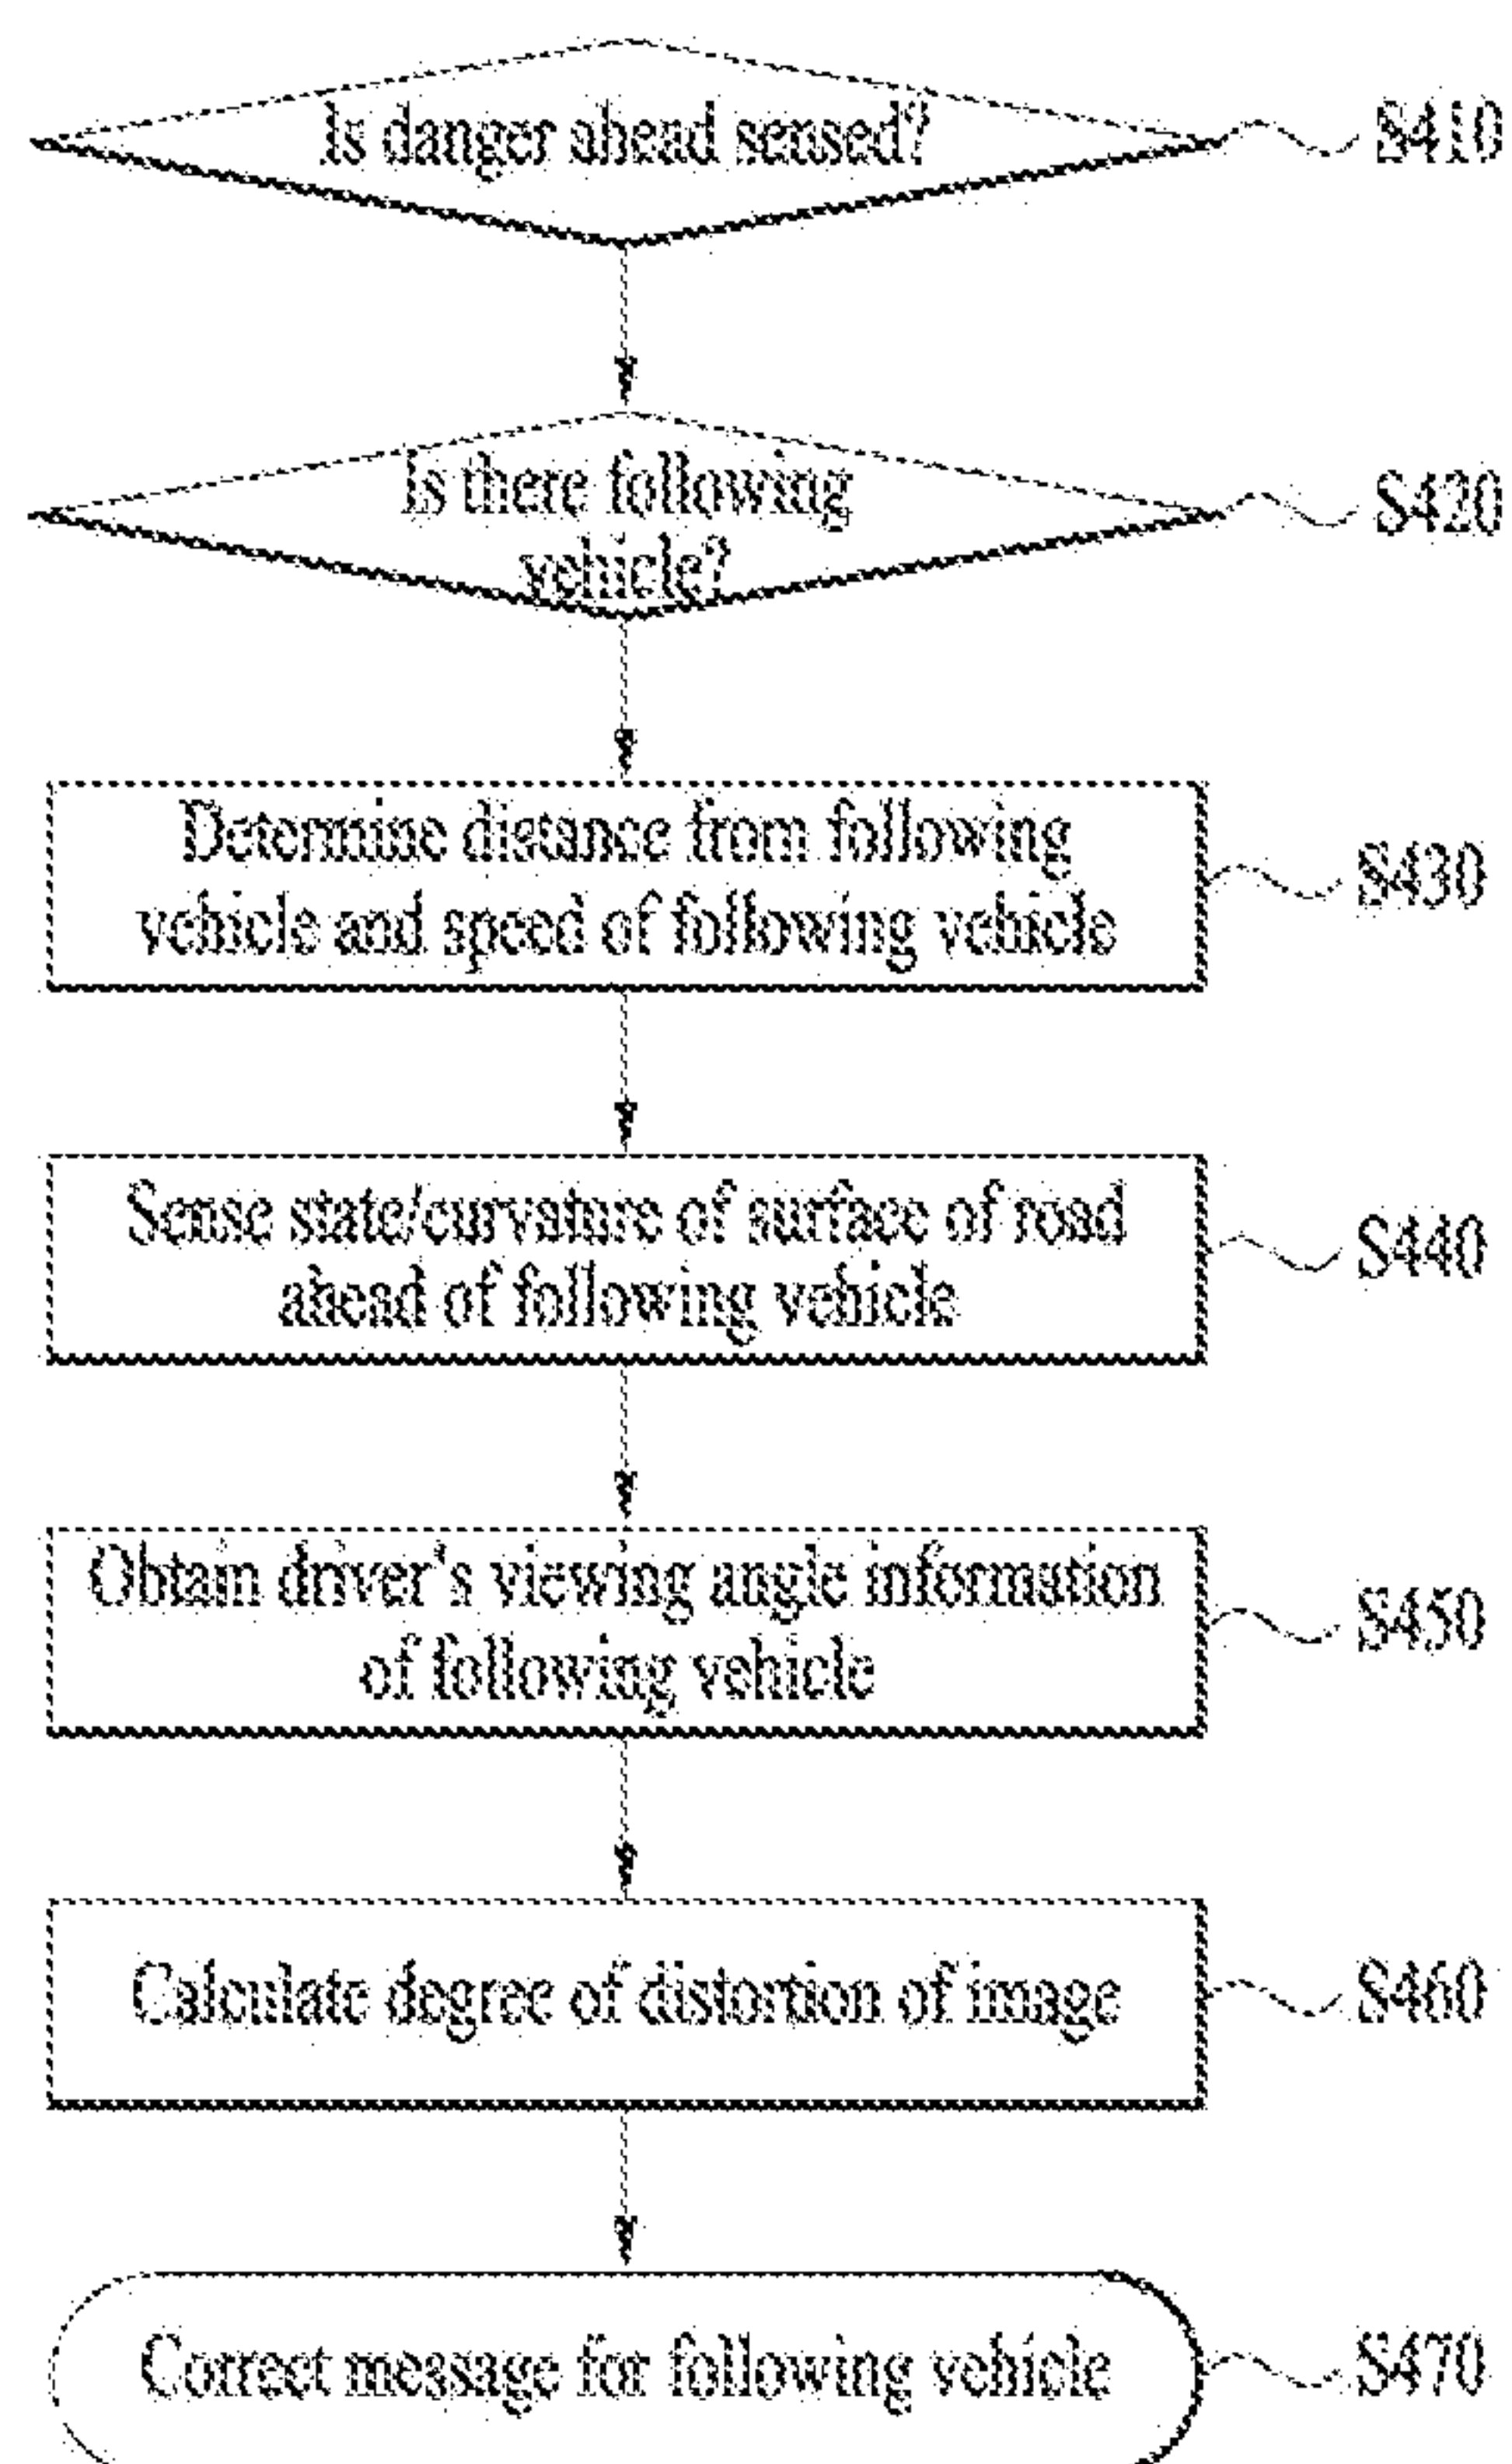 Is danger ahead sensed?
S410
Is there following
vehicle?
S420
Determine distance from following
vehicle and speed of following vehicle
S430
Sense state/curvature of surface of road
ahead of following vehicle
S440
Obtain driver's viewing angle information
of following vehicle
S450
Calculate degree of distortion of image
S460
Correct message for following vehicle
S470